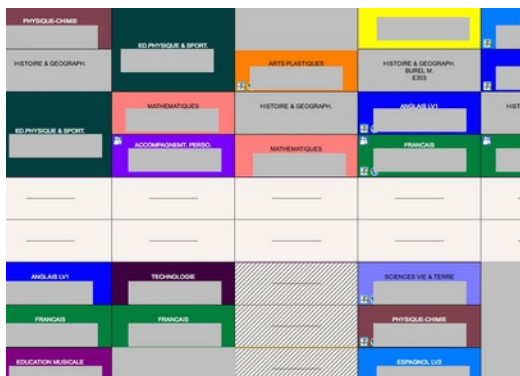 PHYSIQUE-CHIMIE
ED.PHYSIQUE & SPORT.
HISTOIRE & GEOGRAPH.
ARTS PLASTIQUES
HISTOIRE & GEOGRAPH.
BUREL M.
E303
MATHEMATIQUES
HISTOIRE & GEOGRAPH.
ANGLAIS LV1
HIST
ED.PHYSIQUE & SPORT.
ACCOMPAGNEMT. PERSO.
MATHEMATIQUES
FRANCAIS
ANGLAIS LV1
TECHNOLOGIE
SCIENCES VIE & TERRE
FRANCAIS
FRANCAIS
PHYSIQUE-CHIMIE
EDUCATION MUSICALE
ESPAGNOL LV2